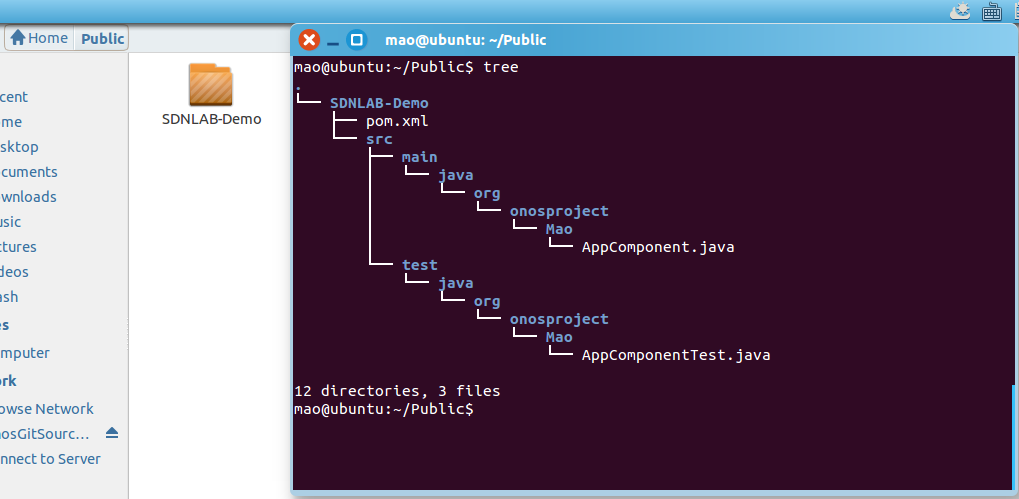 Home Public
SDNLAB-Demo
cent
me
sktop
cuments
wnloads
usic
tures
deos
ash
es
mputer
ork
owse Network
osGitSourc...
nnect to Server
mao@ubuntu: ~/Public
mao@ubuntu:~/Public$ tree
.
└── SDNLAB-Demo
    ├── pom.xml
    └── src
        ├── main
        │   └── java
        │       └── org
        │           └── onosproject
        │               └── Mao
        │                   └── AppComponent.java
        └── test
            └── java
                └── org
                    └── onosproject
                        └── Mao
                            └── AppComponentTest.java
12 directories, 3 files
mao@ubuntu:~/Public$